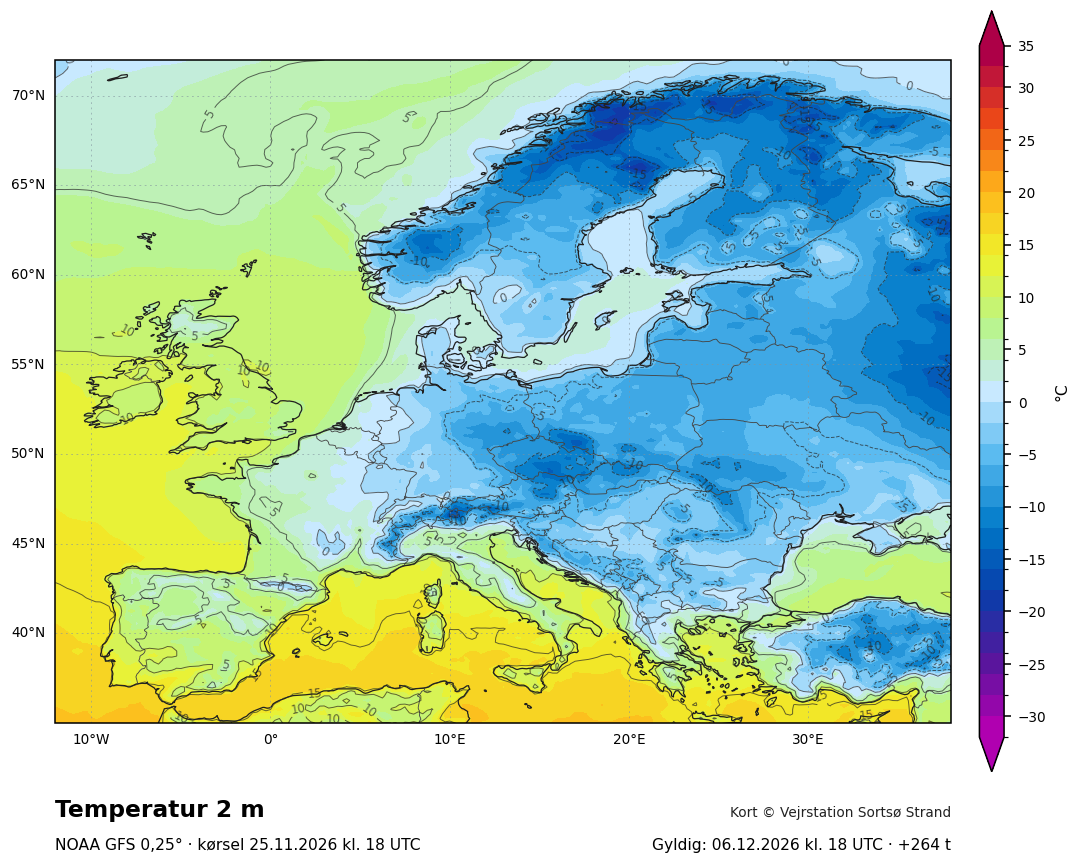 35
30
25
20
15
10
5
0
−5
−10
−15
−20
−25
−30
°C
70°N
65°N
60°N
55°N
50°N
45°N
40°N
10°W
0°
10°E
20°E
30°E
Temperatur 2 m
Kort © Vejrstation Sortsø Strand
NOAA GFS 0,25° · kørsel 25.11.2026 kl. 18 UTC
Gyldig: 06.12.2026 kl. 18 UTC · +264 t